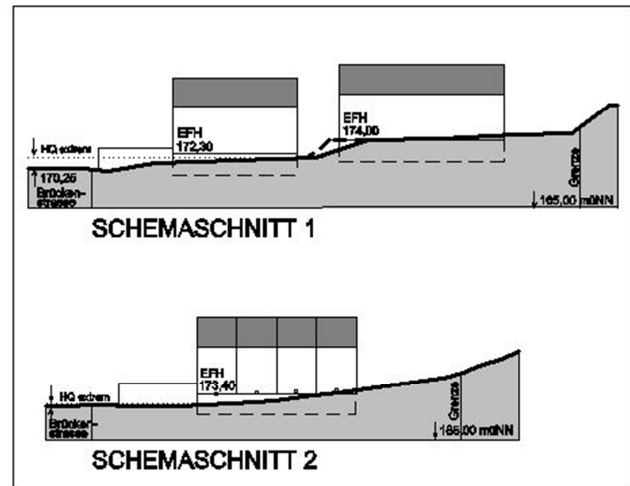 EFH
174,00
EFH
172,30
HQ extrem
170,25
Brücken-
strasse
Grenze
165,00 müNN
SCHEMASCHNITT 1
EFH
173,40
HQ extrem
Brücken-
strasse
Grenze
165,00 müNN
SCHEMASCHNITT 2